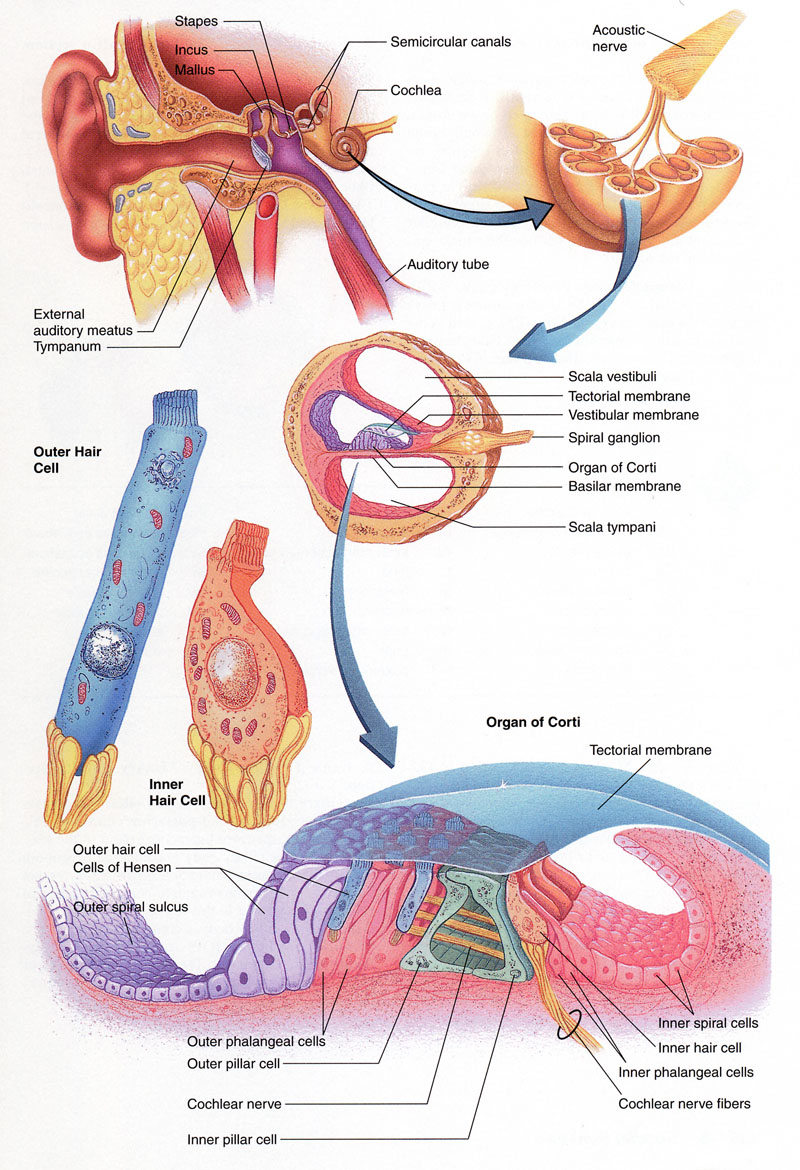 Stapes
Incus
Mallus
Semicircular canals
Cochlea
Acoustic
nerve
Auditory tube
External
auditory meatus
Tympanum
Scala vestibuli
Tectorial membrane
Vestibular membrane
Spiral ganglion
Organ of Corti
Basilar membrane
Scala tympani
Outer Hair
Cell
Inner
Hair Cell
Organ of Corti
Tectorial membrane
Outer hair cell
Cells of Hensen
Outer spiral sulcus
Outer phalangeal cells
Outer pillar cell
Cochlear nerve
Inner pillar cell
Inner spiral cells
Inner hair cell
Inner phalangeal cells
Cochlear nerve fibers